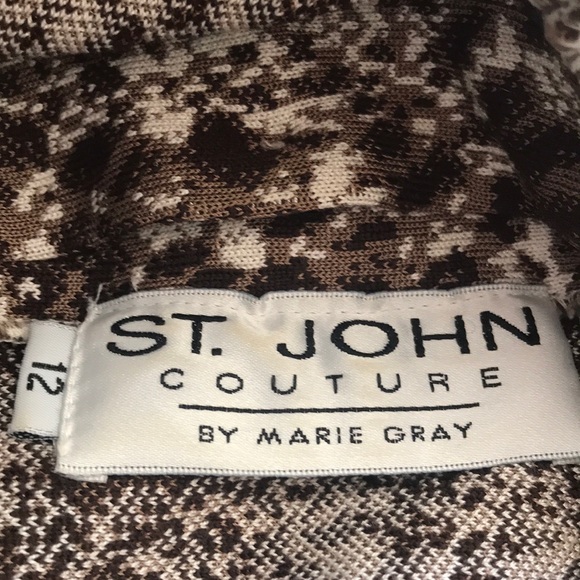 ST. JOHN
COUTURE
BY MARIE GRAY
12